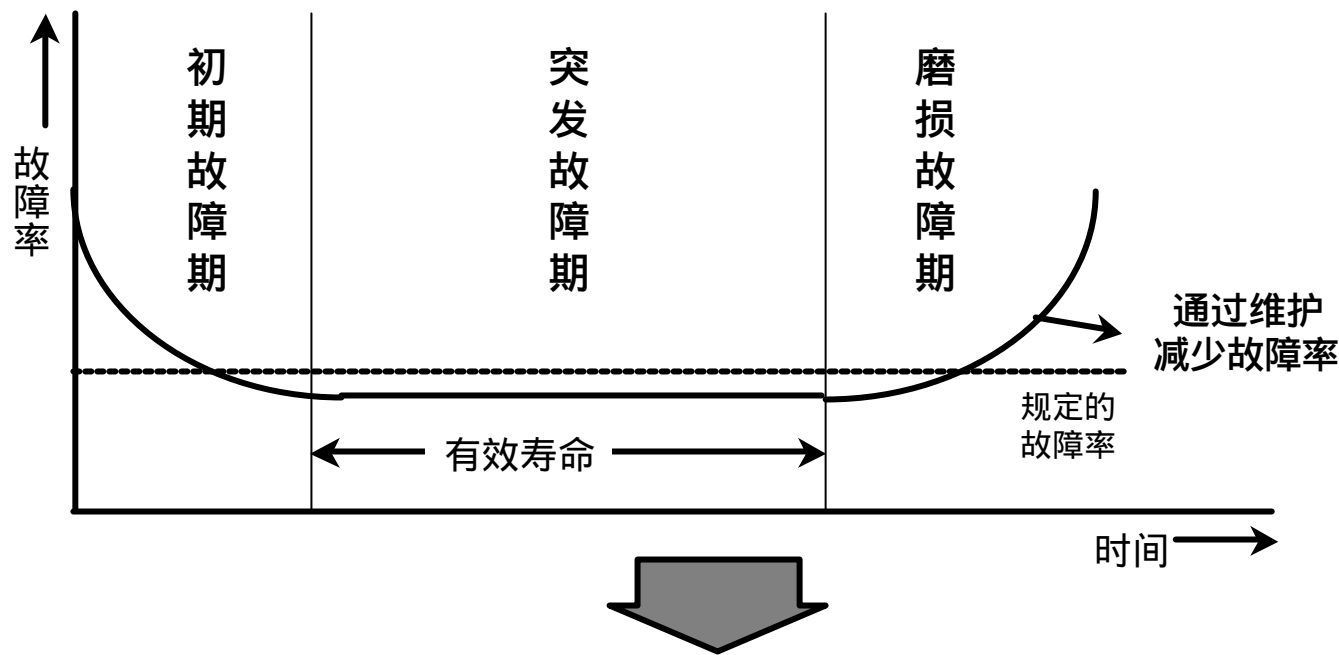 故障率
初期故障期
突发故障期
磨损故障期
通过维护
减少故障率
规定的
故障率
有效寿命
时间